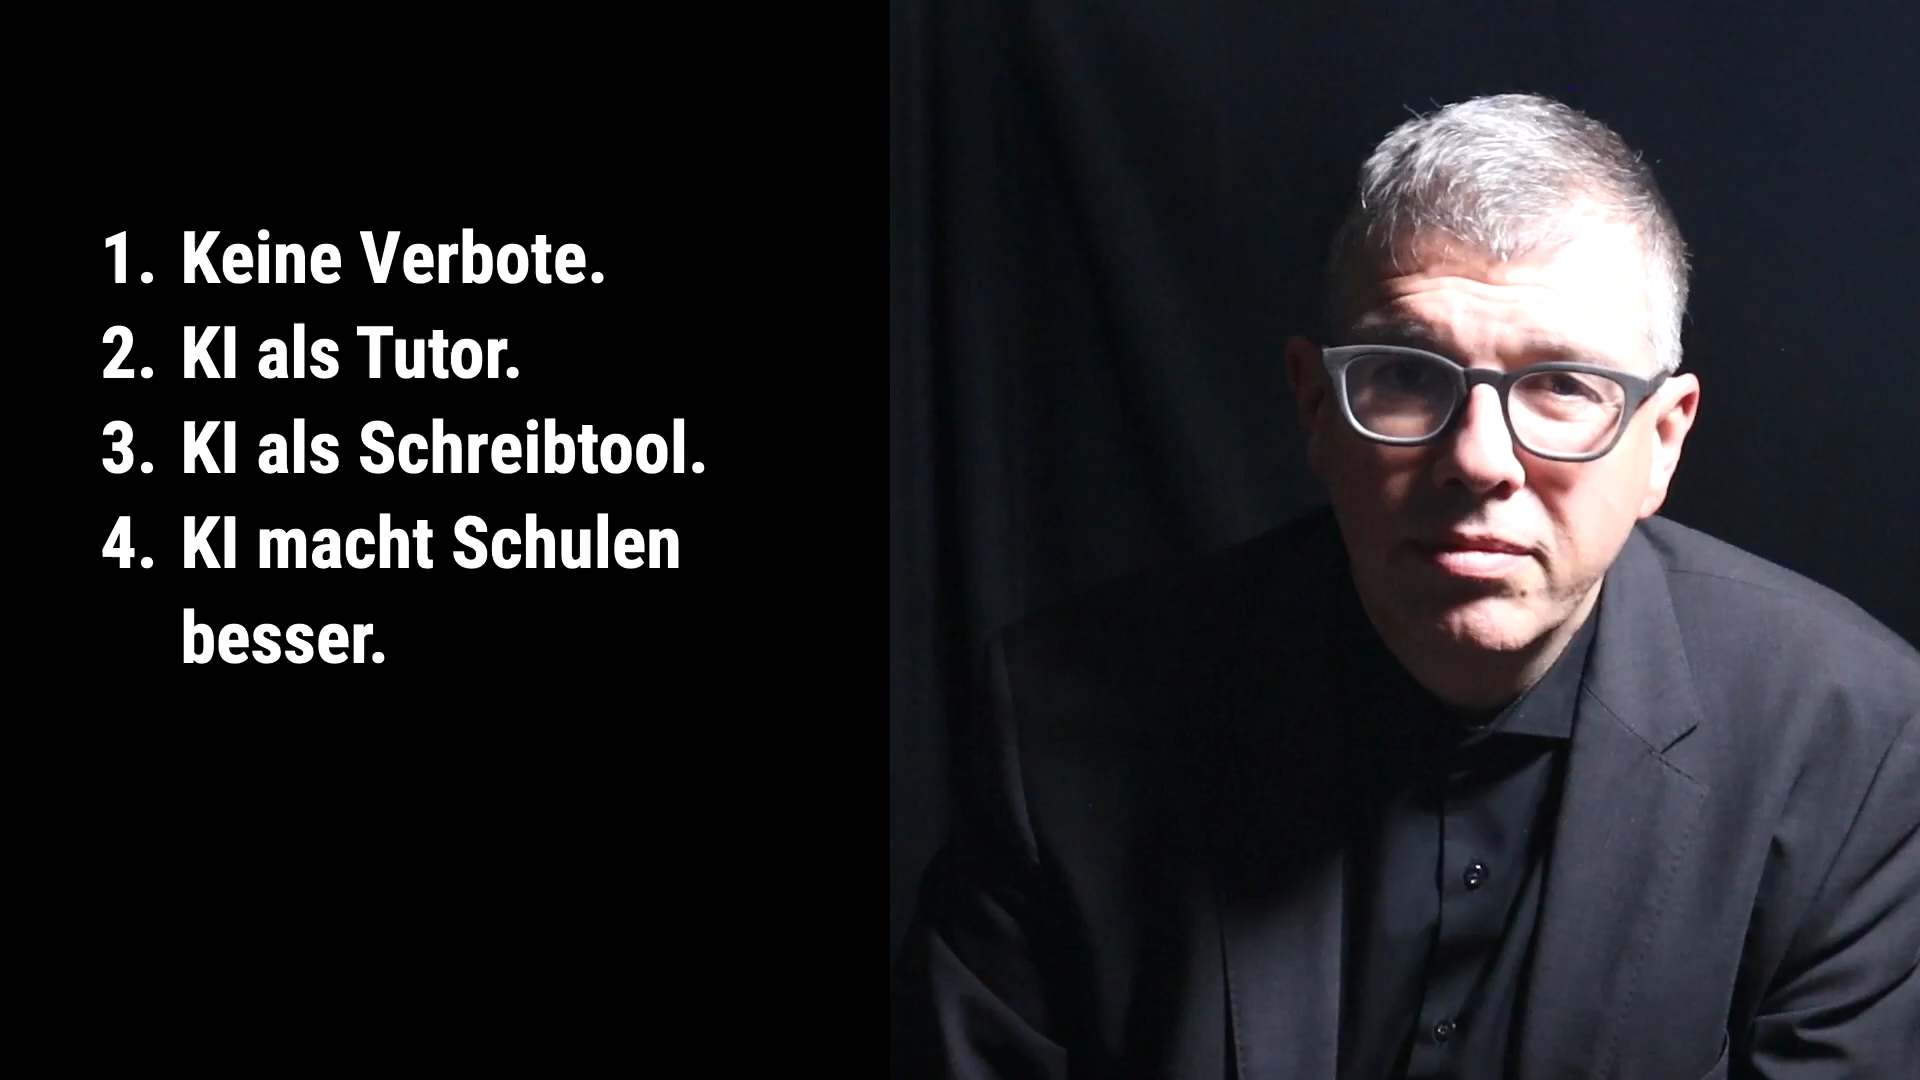 1. Keine Verbote.
2. KI als Tutor.
3. KI als Schreibtool.
4. KI macht Schulen
besser.